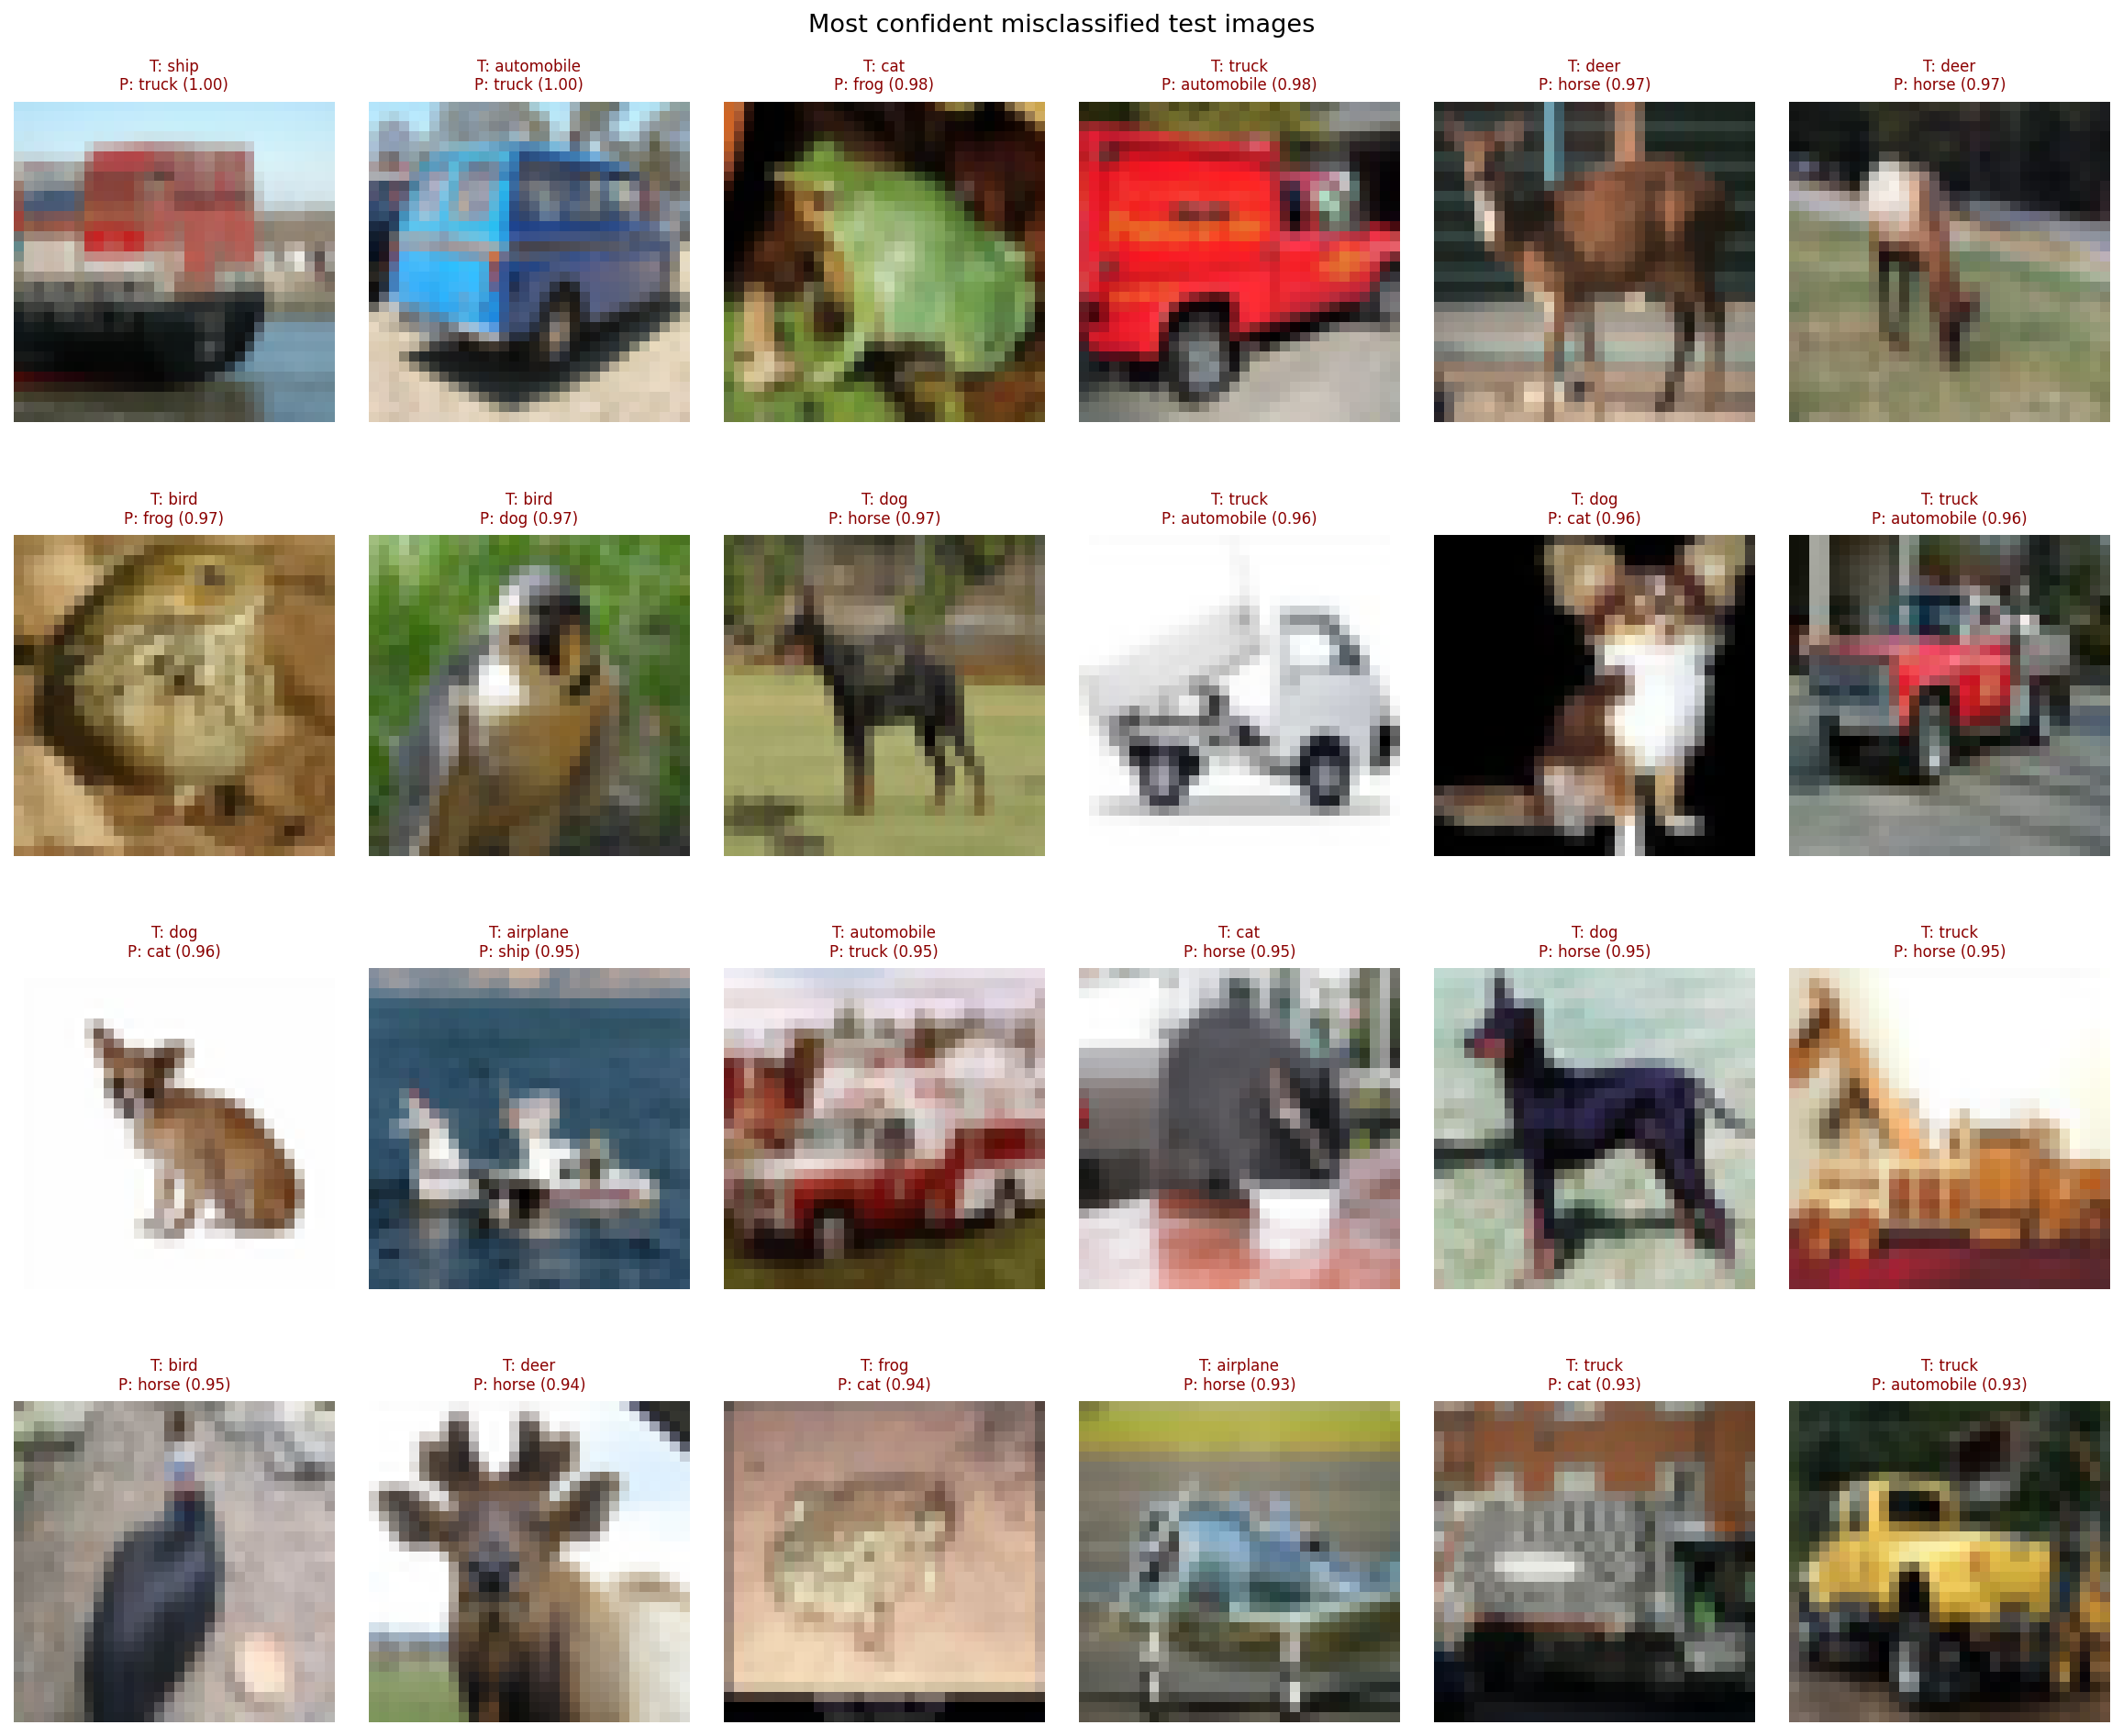 Most confident misclassified test images
T: ship
P: truck (1.00)
T: automobile
P: truck (1.00)
T: cat
P: frog (0.98)
T: truck
P: automobile (0.98)
T: deer
P: horse (0.97)
T: deer
P: horse (0.97)
T: bird
P: frog (0.97)
T: bird
P: dog (0.97)
T: dog
P: horse (0.97)
T: truck
P: automobile (0.96)
T: dog
P: cat (0.96)
T: truck
P: automobile (0.96)
T: dog
P: cat (0.96)
T: airplane
P: ship (0.95)
T: automobile
P: truck (0.95)
T: cat
P: horse (0.95)
T: dog
P: horse (0.95)
T: truck
P: horse (0.95)
T: bird
P: horse (0.95)
T: deer
P: horse (0.94)
T: frog
P: cat (0.94)
T: airplane
P: horse (0.93)
T: truck
P: cat (0.93)
T: truck
P: automobile (0.93)